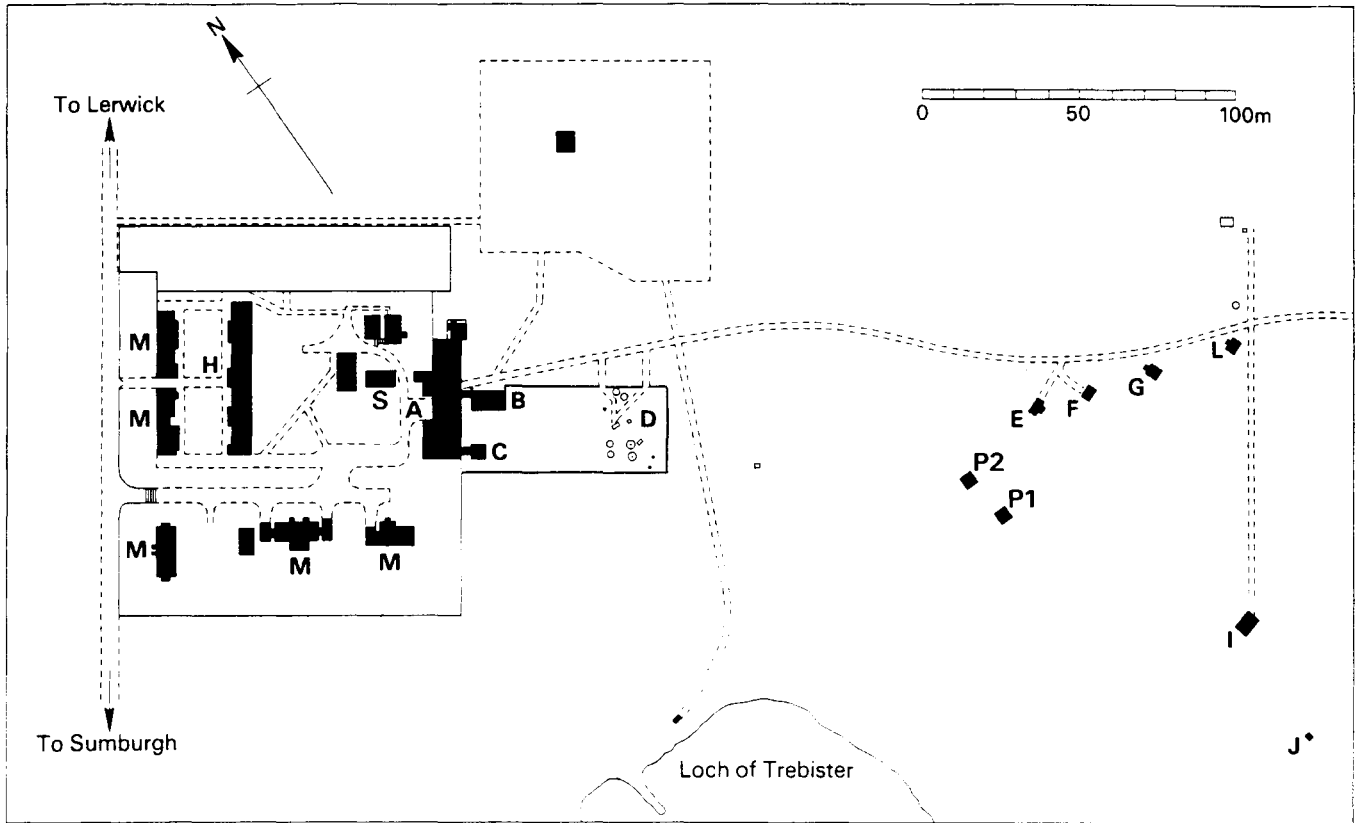 N
To Lerwick
0 50 100m
M
H
L
S
A
B
G
M
D
E
F
C
P2
P1
M
M
M
I
To Sumburgh
Loch of Trebister
J